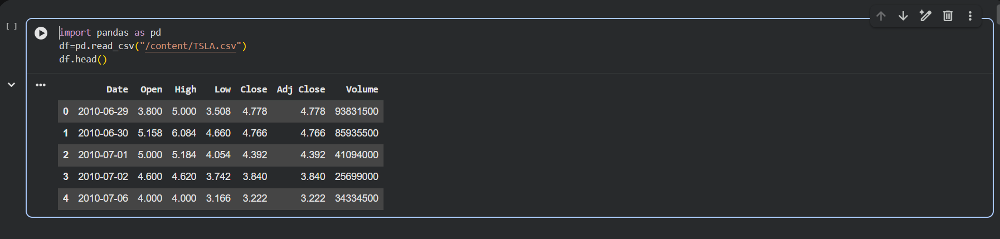 [ ]
import pandas as pd
df=pd.read_csv("/content/TSLA.csv")
df.head()
Date Open High Low Close Adj Close Volume
0 2010-06-29 3.800 5.000 3.508 4.778 4.778 93831500
1 2010-06-30 5.158 6.084 4.660 4.766 4.766 85935500
2 2010-07-01 5.000 5.184 4.054 4.392 4.392 41094000
3 2010-07-02 4.600 4.620 3.742 3.840 3.840 25699000
4 2010-07-06 4.000 4.000 3.166 3.222 3.222 34334500